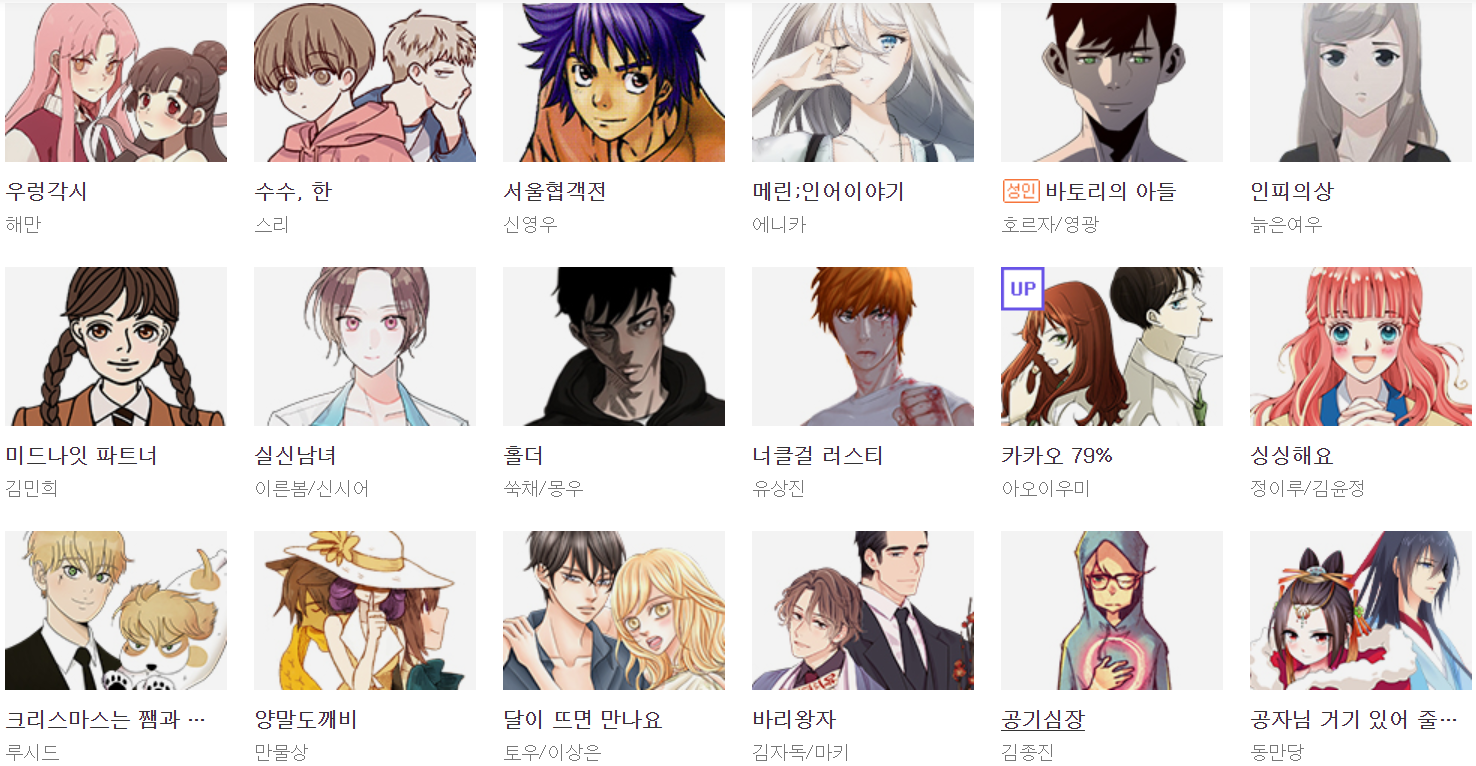 우렁각시
해만
수수, 한
스리
서울협객전
신영우
메린;인어이야기
에니카
성인 바토리의 아들
호르자/영광
인피의상
늙은여우
미드나잇 파트너
김민희
실신남녀
이른봄/신시어
홀더
쑥채/몽우
너클걸 러스티
유상진
UP
카카오 79%
아오이우미
싱싱해요
정이루/김윤정
크리스마스는 쨈과 …
루시드
양말도깨비
만물상
달이 뜨면 만나요
토우/이상은
바리왕자
김자독/마키
공기심장
김종진
공자님 거기 있어 줄…
동만당